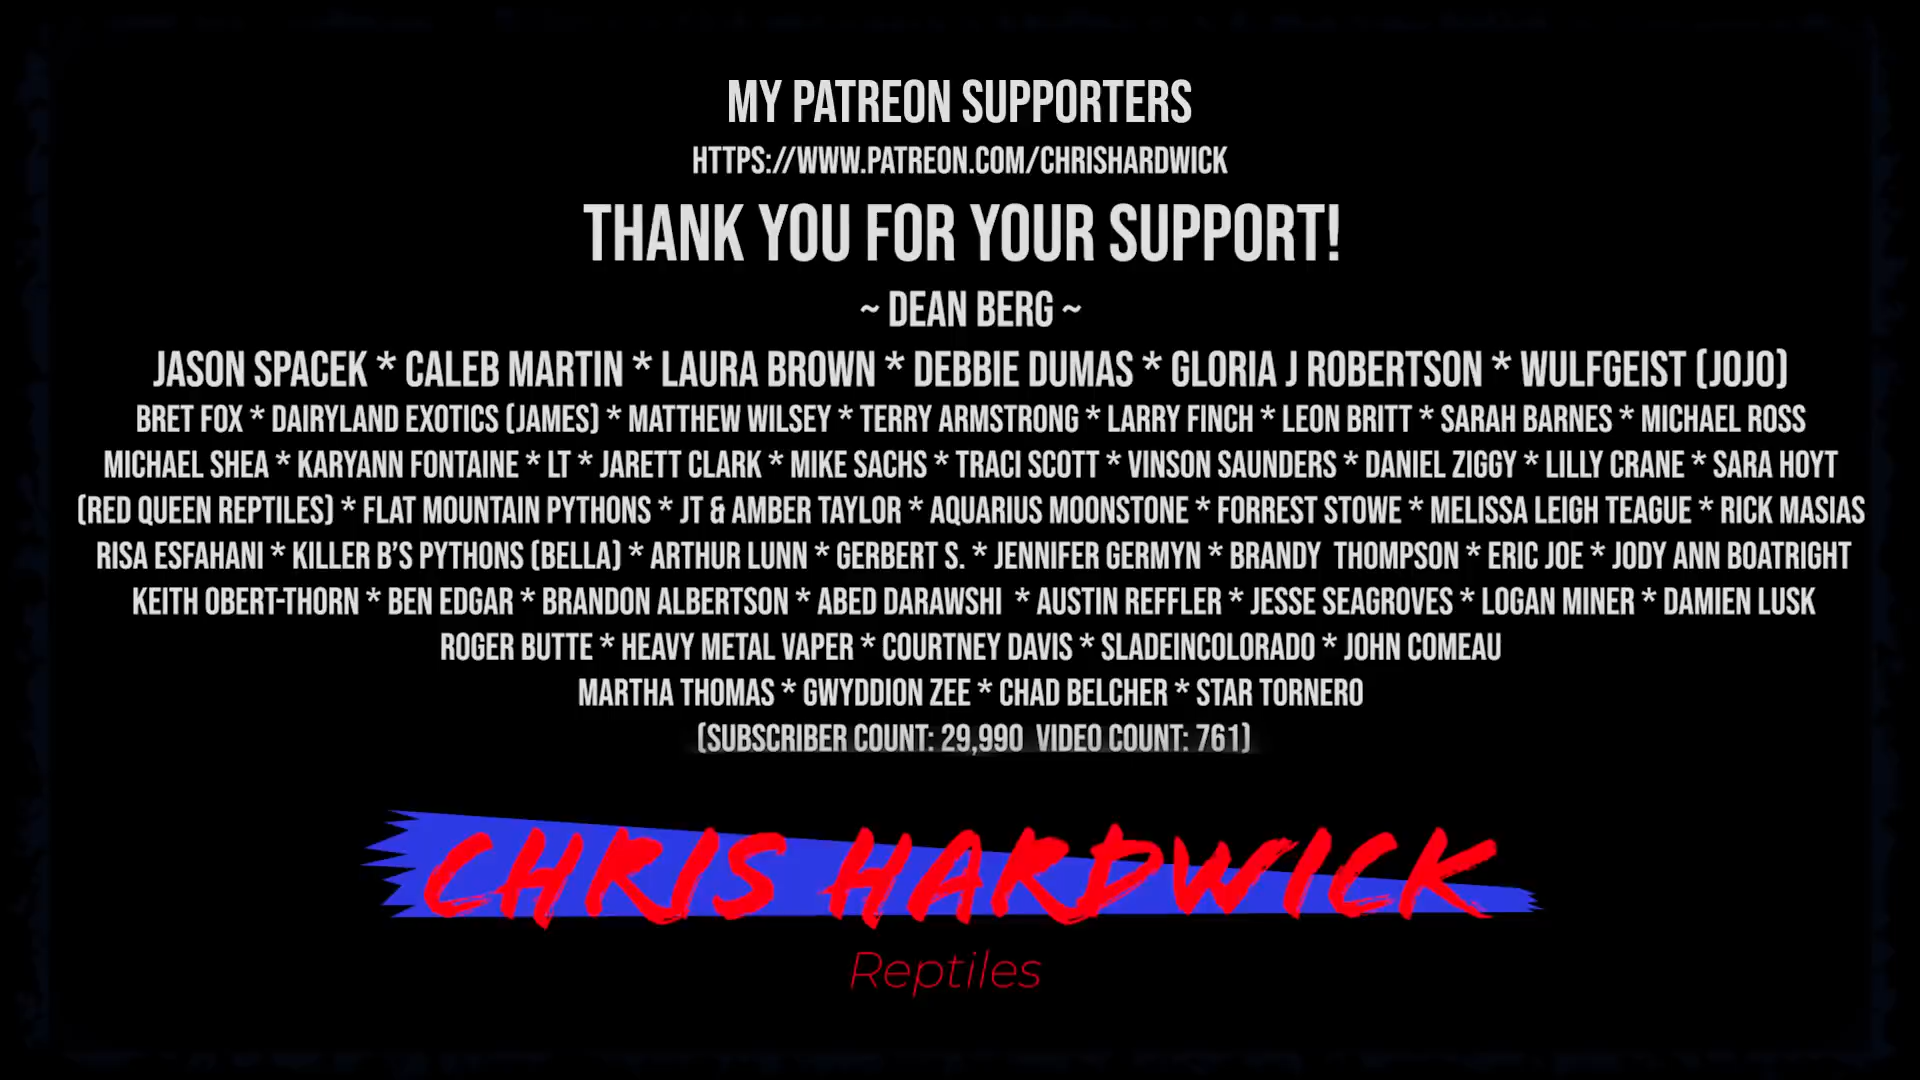 MY PATREON SUPPORTERS
HTTPS://WWW.PATREON.COM/CHRISHARDWICK
THANK YOU FOR YOUR SUPPORT!
~ DEAN BERG ~
JASON SPACEK * CALEB MARTIN * LAURA BROWN * DEBBIE DUMAS * GLORIA J ROBERTSON * WULFGEIST (JOJO)
BRET FOX * DAIRYLAND EXOTICS (JAMES) * MATTHEW WILSEY * TERRY ARMSTRONG * LARRY FINCH * LEON BRITT * SARAH BARNES * MICHAEL ROSS
MICHAEL SHEA * KARYANN FONTAINE * LT * JARETT CLARK * MIKE SACHS * TRACI SCOTT * VINSON SAUNDERS * DANIEL ZIGGY * LILLY CRANE * SARA HOYT
(RED QUEEN REPTILES) * FLAT MOUNTAIN PYTHONS * JT & AMBER TAYLOR * AQUARIUS MOONSTONE * FORREST STOWE * MELISSA LEIGH TEAGUE * RICK MASIAS
RISA ESFAHANI * KILLER B'S PYTHONS (BELLA) * ARTHUR LUNN * GERBERT S. * JENNIFER GERMYN * BRANDY  THOMPSON * ERIC JOE * JODY ANN BOATRIGHT
KEITH OBERT-THORN * BEN EDGAR * BRANDON ALBERTSON * ABED DARAWSHI  * AUSTIN REFFLER * JESSE SEAGROVES * LOGAN MINER * DAMIEN LUSK
ROGER BUTTE * HEAVY METAL VAPER * COURTNEY DAVIS * SLADEINCOLORADO * JOHN COMEAU
MARTHA THOMAS * GWYDDION ZEE * CHAD BELCHER * STAR TORNERO
(SUBSCRIBER COUNT: 29,990  VIDEO COUNT: 761)
CHRIS HARDWICK
Reptiles